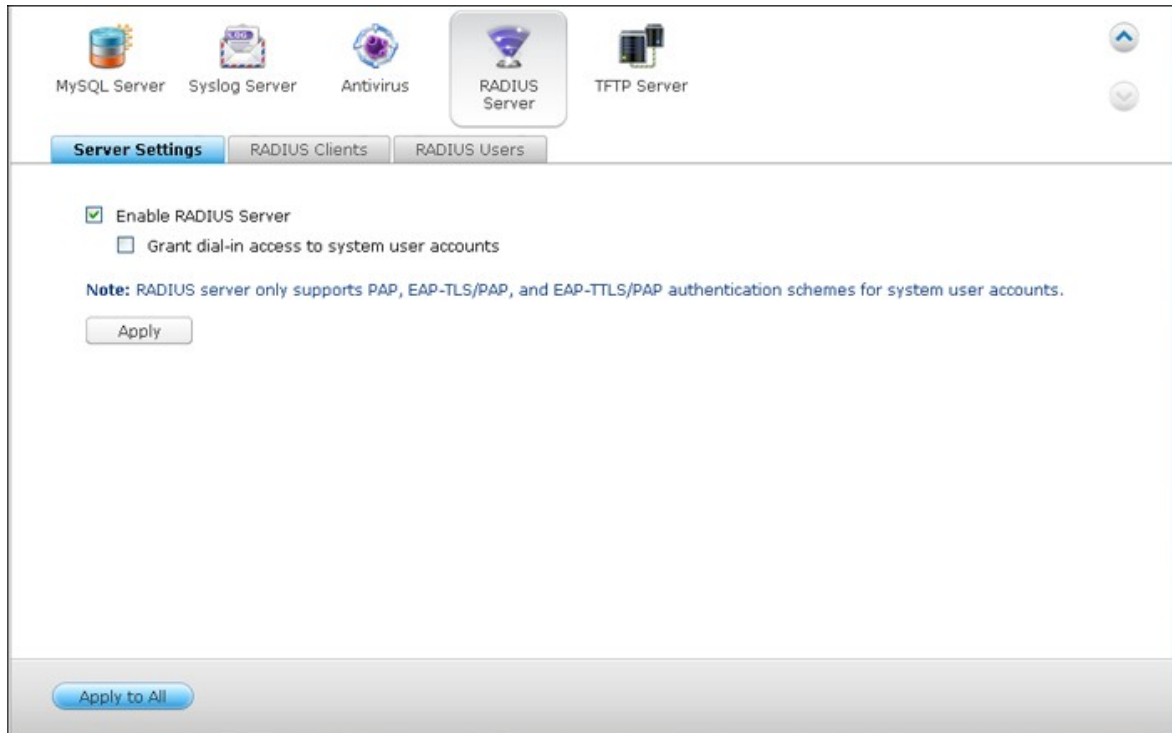 LOG
MySQL Server
Syslog Server
Antivirus
RADIUS
Server
TFTP Server
Server Settings
RADIUS Clients
RADIUS Users
Enable RADIUS Server
Grant dial-in access to system user accounts
Note: RADIUS server only supports PAP, EAP-TLS/PAP, and EAP-TTLS/PAP authentication schemes for system user accounts.
Apply
Apply to All